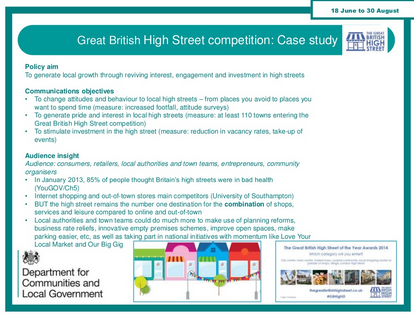 18 June to 30 August
Great British High Street competition: Case study
THE GREAT
BRITISH
HIGH
STREET
Policy aim
To generate local growth through reviving interest, engagement and investment in high streets
Communications objectives
• To change attitudes and behaviour to local high streets – from places you avoid to places you
want to spend time (measure: increased footfall, attitude surveys)
• To generate pride and interest in local high streets (measure: at least 110 towns entering the
Great British High Street competition)
• To stimulate investment in the high street (measure: reduction in vacancy rates, take-up of
events)
Audience insight
Audience: consumers, retailers, local authorities and town teams, entrepreneurs, community
organisers
• In January 2013, 85% of people thought Britain's high streets were in bad health
(YouGOV/Ch5)
• Internet shopping and out-of-town stores main competitors (University of Southampton)
• BUT the high street remains the number one destination for the combination of shops,
services and leisure compared to online and out-of-town
• Local authorities and town teams could do much more to make use of planning reforms,
business rate reliefs, innovative empty premises schemes, improve open spaces, make
parking easier, etc, as well as taking part in national initiatives with momentum like Love Your
Local Market and Our Big Gig
Department for
Communities and
Local Government
The Great British High Street of the Year Awards 2014
Which category will you enter?